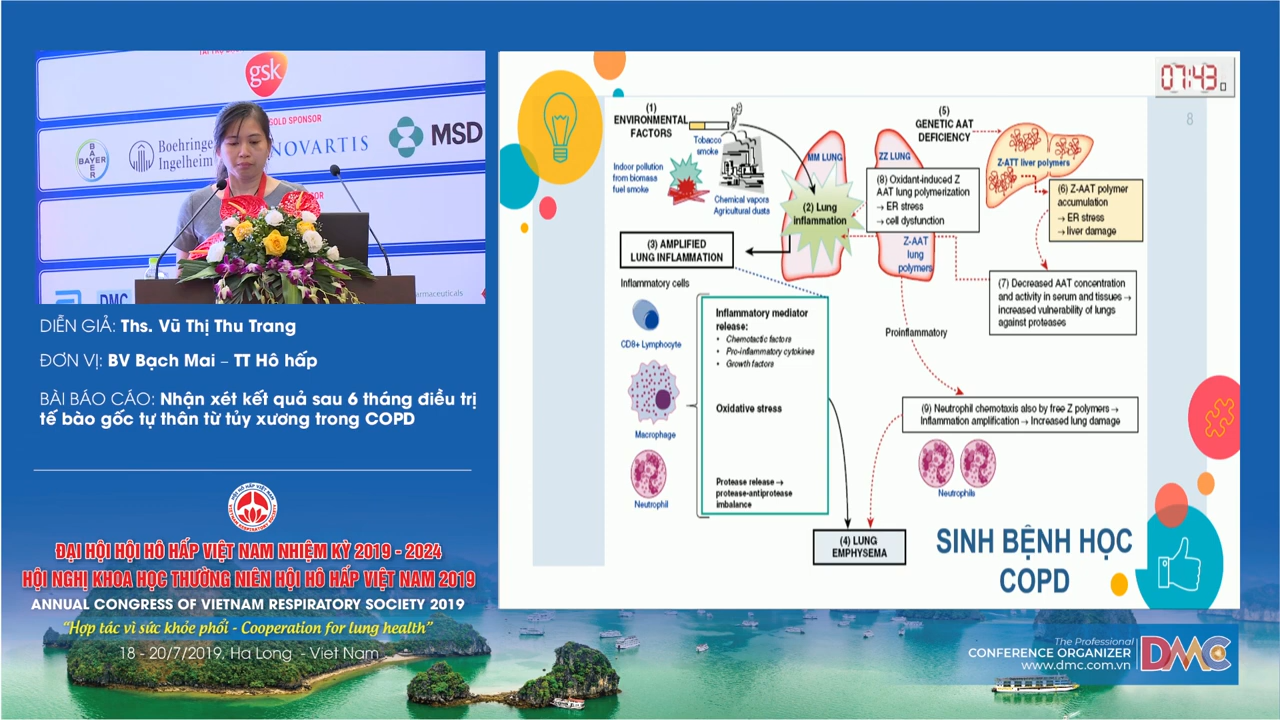 gsk
GOLD SPONSOR
BAYER
Boehringer
Ingelheim
NOVARTIS
MSD
DMC
DIỄN GIẢ: Ths. Vũ Thị Thu Trang
ĐƠN VỊ: BV Bạch Mai – TT Hô hấp
BÀI BÁO CÁO: Nhận xét kết quả sau 6 tháng điều trị
tế bào gốc tự thân từ tủy xương trong COPD
HỘI HÔ HẤP VIỆT NAM
VIETNAM RESPIRATORY SOCIETY
ĐẠI HỘI HỘI HÔ HẤP VIỆT NAM NHIỆM KỲ 2019 - 2024
HỘI NGHỊ KHOA HỌC THƯỜNG NIÊN HỘI HÔ HẤP VIỆT NAM 2019
ANNUAL CONGRESS OF VIETNAM RESPIRATORY SOCIETY 2019
"Hợp tác vì sức khỏe phổi - Cooperation for lung health"
18 - 20/7/2019, Ha Long - Viet Nam
07:43
8
(1)
ENVIRONMENTAL
FACTORS
Tobacco
smoke
Indoor pollution
from biomass
fuel smoke
Chemical vapors
Agricultural dusts
MM LUNG
(2) Lung
inflammation
ZZ LUNG
(8) Oxidant-induced Z
AAT lung polymerization
→ ER stress
→ cell dysfunction
Z-AAT
lung
polymers
(5)
GENETIC AAT
DEFICIENCY
Z-ATT liver polymers
(6) Z-AAT polymer
accumulation
→ ER stress
→ liver damage
(7) Decreased AAT concentration
and activity in serum and tissues →
increased vulnerability of lungs
against proteases
(3) AMPLIFIED
LUNG INFLAMMATION
Inflammatory cells
CD8+ Lymphocyte
Macrophage
Neutrophil
Inflammatory mediator
release:
• Chemotactic factors
• Pro-inflammatory cytokines
• Growth factors
Oxidative stress
Protease release →
protease-antiprotease
imbalance
Proinflammatory
(9) Neutrophil chemotaxis also by free Z polymers →
Inflammation amplification → Increased lung damage
Neutrophils
(4) LUNG
EMPHYSEMA
SINH BỆNH HỌC
COPD
The Professional
CONFERENCE ORGANIZER
www.dmc.com.vn
DMC